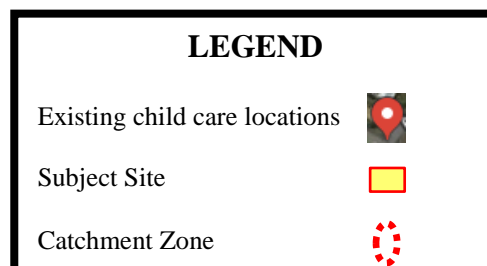 LEGEND
Existing child care locations
Subject Site
Catchment Zone